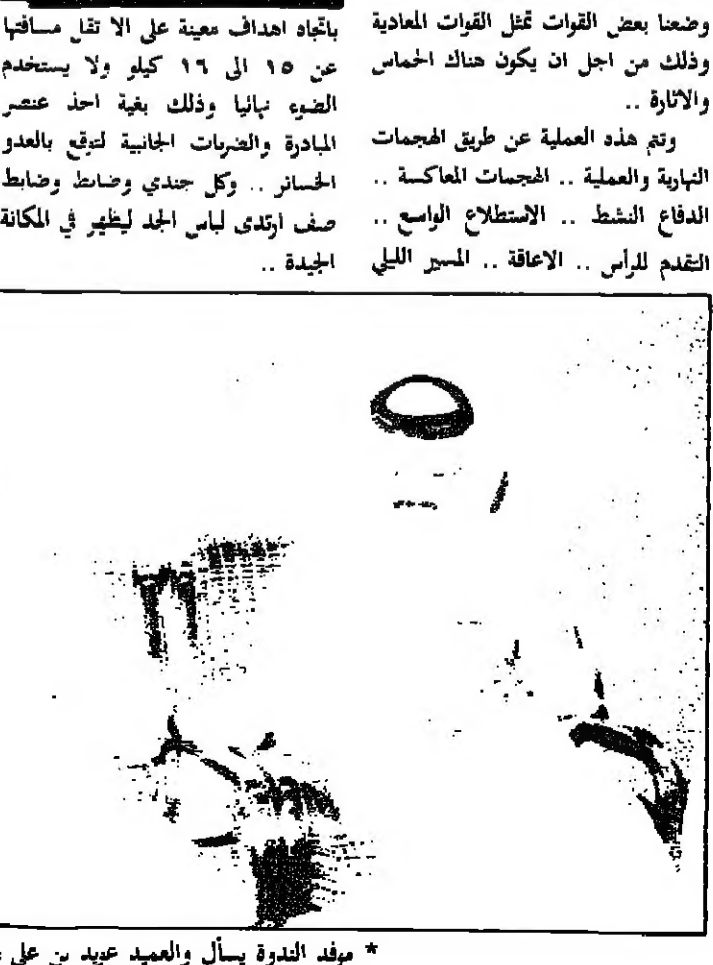 وضعنا بعض القوات تمثل القوات المعادية
وذلك من اجل ان يكون هناك الحماس
والاثارة ..
وتتم هذه العملية عن طريق الهجمات
النهارية والعملية .. الهجمات المعاكسة ..
الدفاع النشط .. الاستطلاع الواسع ..
التقدم للرأس .. الاعاقة .. المسير الليلي
باتجاه اهداف معينة على الا تقل مسافتها
عن ١٥ الى ١٦ كيلو ولا يستخدم
الضوء نهائيا وذلك بغية احذ عنصر
المبادرة والضربات الجانبية لتوقع بالعدو
الخسائر .. وكل جندي وضابط وضابط
صف ارتدى لباس الجد ليظهر في المكانة
الجيدة ..
* موفد الندوة يسأل والعميد عويد بن علي